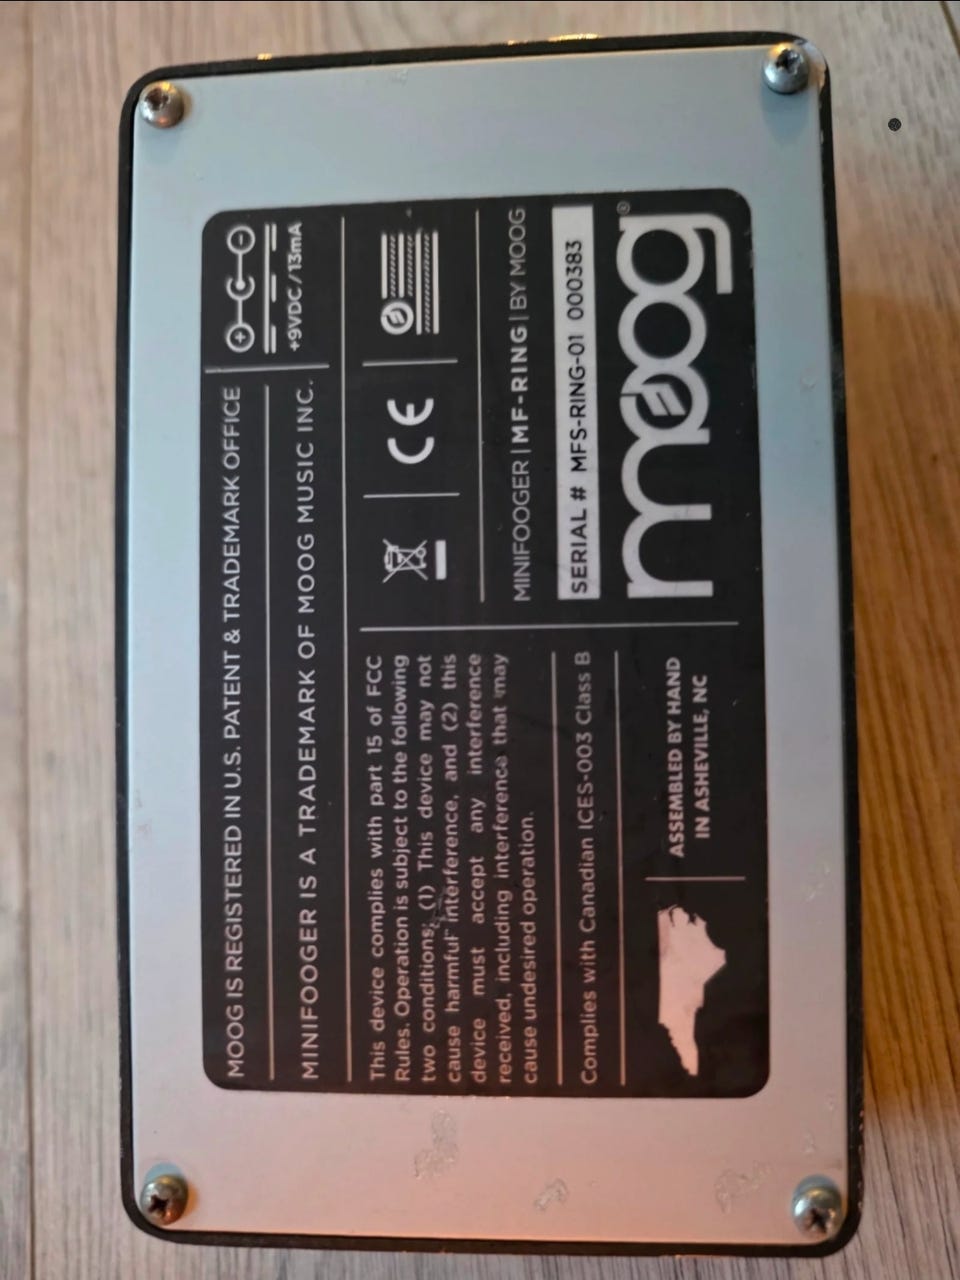 MOOG IS REGISTERED IN U.S. PATENT & TRADEMARK OFFICE
MINIFOOGER IS A TRADEMARK OF MOOG MUSIC INC.
+9VDC/13mA
This device complies with part 15 of FCC
Rules. Operation is subject to the following
two conditions: (1) This device may not
cause harmful interference, and (2) this
device must accept any interference
received, including interference that may
cause undesired operation.
Complies with Canadian ICES-003 Class B
ASSEMBLED BY HAND
IN ASHEVILLE, NC
CE
MINIFOOGER | MF-RING | BY MOOG
SERIAL # MFS-RING-01 000383
moog®